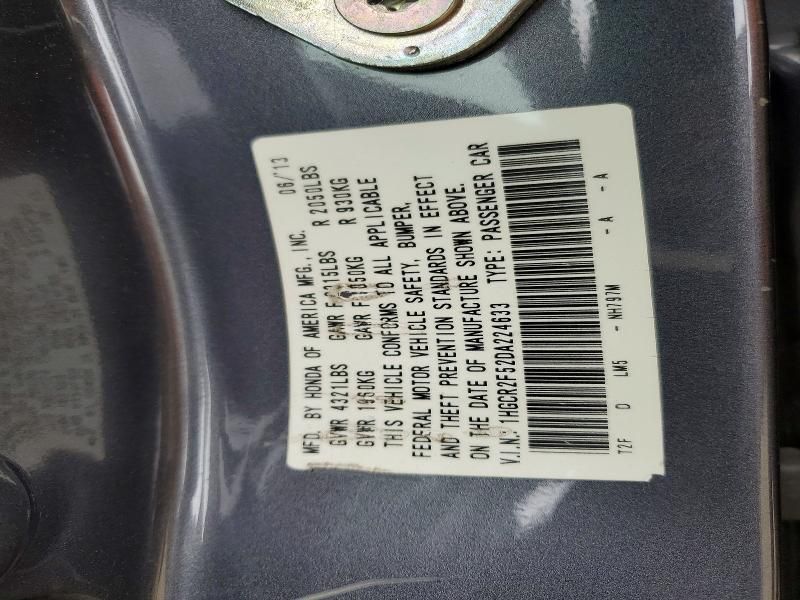 MFD. BY HONDA OF AMERICA MFG., INC. 06/'13
GVWR 4321LBS GAWR F 2315LBS R 2050LBS
GVWR 1960KG GAWR F 1050KG R 930KG
THIS VEHICLE CONFORMS TO ALL APPLICABLE
FEDERAL MOTOR VEHICLE SAFETY, BUMPER,
AND THEFT PREVENTION STANDARDS IN EFFECT
ON THE DATE OF MANUFACTURE SHOWN ABOVE.
V.I.N.: 1HGCR2F52DA224633 TYPE: PASSENGER CAR
T2F D LM5 - NH797M - A - A